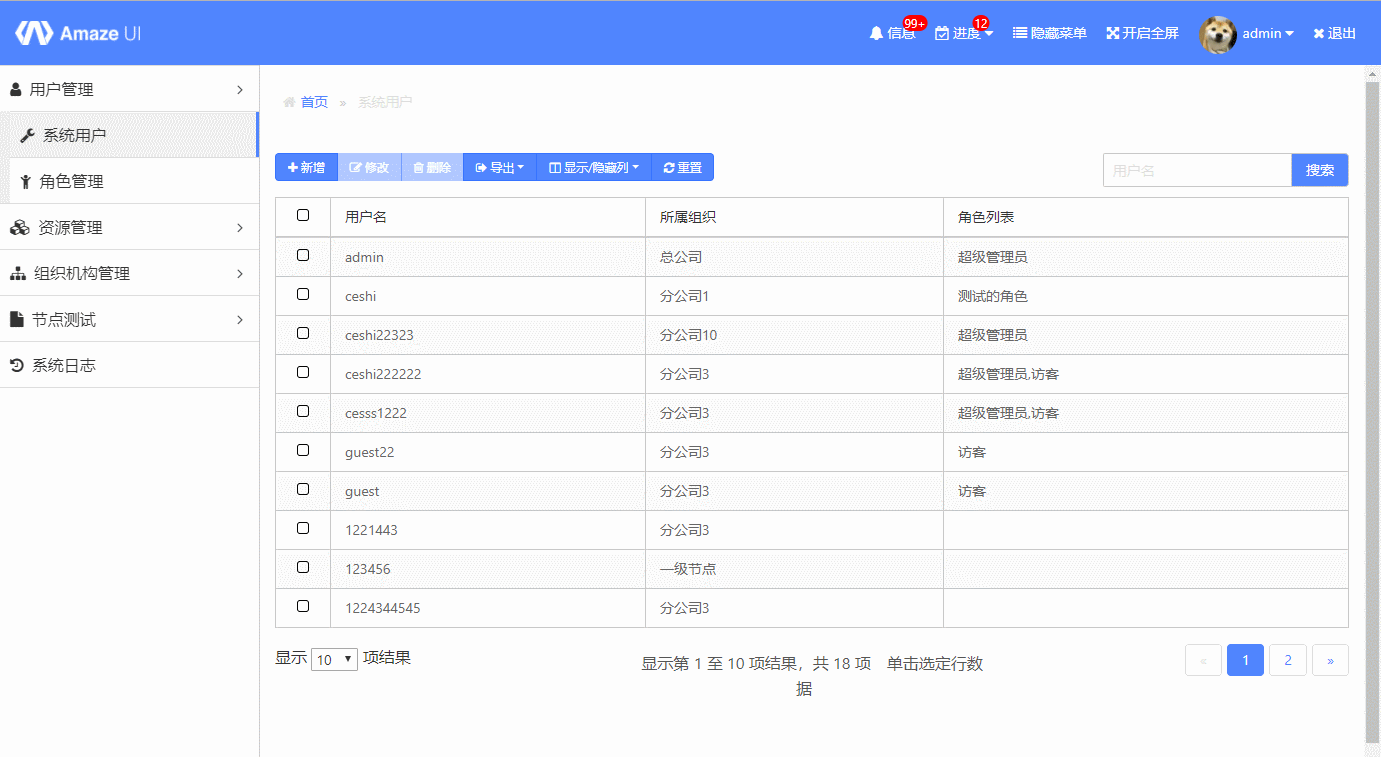 Amaze UI
信息 99+ 进度 12 隐藏菜单 开启全屏 admin 退出
用户管理
系统用户
角色管理
资源管理
组织机构管理
节点测试
系统日志
首页 » 系统用户
新增 修改 删除 导出 显示/隐藏列 重置
用户名 搜索
用户名 所属组织 角色列表
admin 总公司 超级管理员
ceshi 分公司1 测试的角色
ceshi22323 分公司10 超级管理员
ceshi222222 分公司3 超级管理员,访客
cesss1222 分公司3 超级管理员,访客
guest22 分公司3 访客
guest 分公司3 访客
1221443 分公司3
123456 一级节点
1224344545 分公司3
显示 10 项结果
显示第 1 至 10 项结果，共 18 项 单击选定行数
据
« 1 2 »